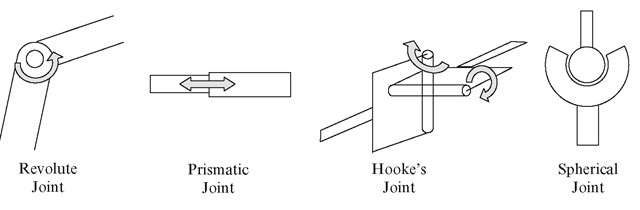 Revolute
Joint
Prismatic
Joint
Hooke's
Joint
Spherical
Joint